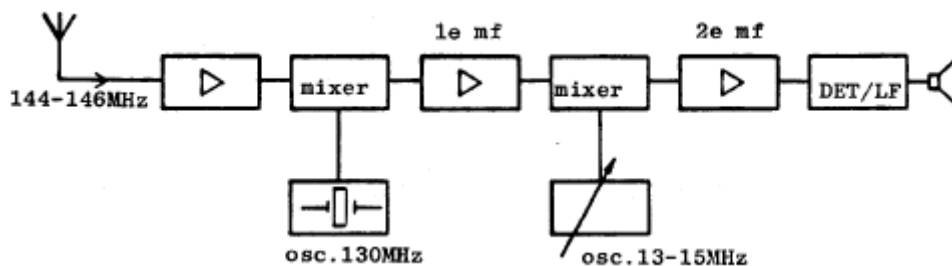 1e mf
2e mf
144-146MHz
mixer
mixer
DET/LF
osc.130MHz
osc.13-15MHz